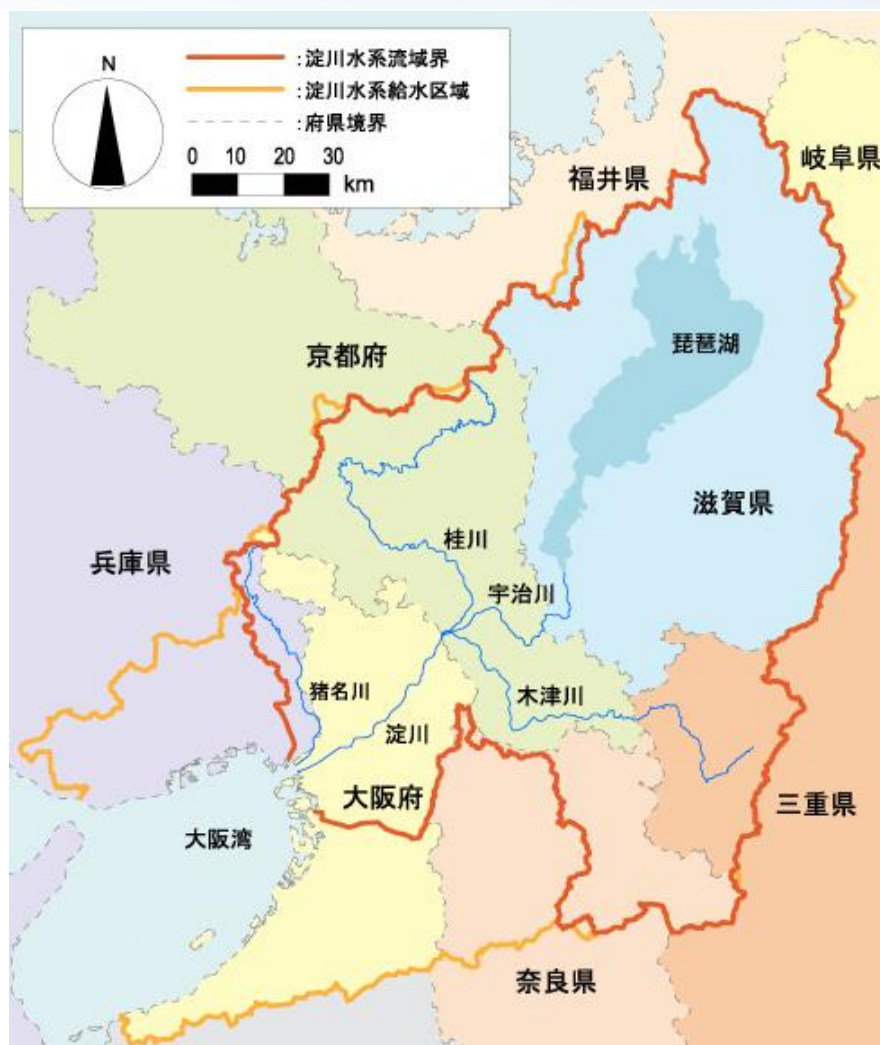 N
:淀川水系流域界
:淀川水系給水区域
:府県境界
0 10 20 30
km
福井県
岐阜県
琵琶湖
京都府
滋賀県
桂川
兵庫県
宇治川
猪名川
木津川
淀川
大阪府
三重県
大阪湾
奈良県